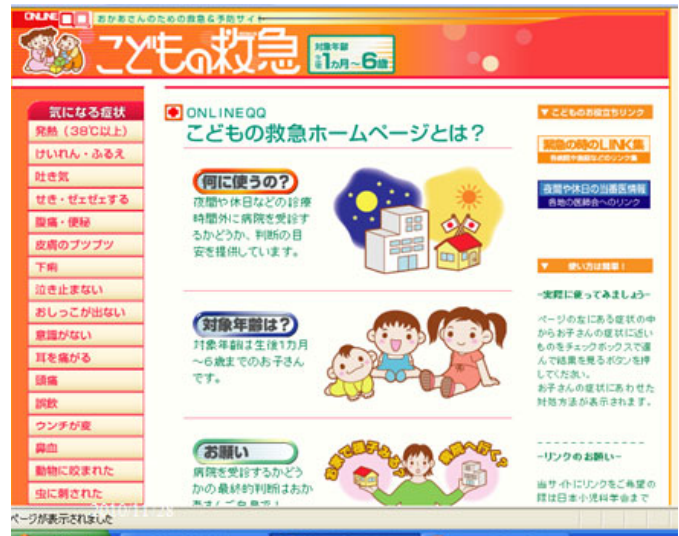 ONLINE QQ おかあさんのための救急&予防サイト
こどもの救急
対象年齢
生後1ヵ月〜6歳
気になる症状
発熱（38℃以上）
けいれん・ふるえ
吐き気
せき・ゼェゼェする
腹痛・便秘
皮膚のブツブツ
下痢
泣き止まない
おしっこが出ない
意識がない
耳を痛がる
頭痛
誤飲
ウンチが変
鼻血
動物に咬まれた
虫に刺された
ONLINEQQ
こどもの救急ホームページとは？
何に使うの？
夜間や休日などの診療
時間外に病院を受診す
るかどうか、判断の目
安を提供しています。
対象年齢は？
対象年齢は生後1カ月
〜6歳までのお子さん
です。
お願い
病院を受診するかどう
かの最終的判断はおか
お家で様子みる？
病院へ行く？
▼ こどものお役立ちリンク
緊急の時のLINK集
各病院や施設などのリンク集
夜間や休日の当番医情報
各地の医師会へのリンク
▼ 使い方は簡単！
-実際に使ってみましょう-
ページの左にある症状の中
からお子さんの症状に近い
ものをチェックボックスで選
んで結果を見るボタンを押
してください。
お子さんの症状にあわせた
対処方法が表示されます。
-リンクのお願い-
当サイトにリンクをご希望の
際は日本小児科学会まで
ページが表示されました
2010/11/28